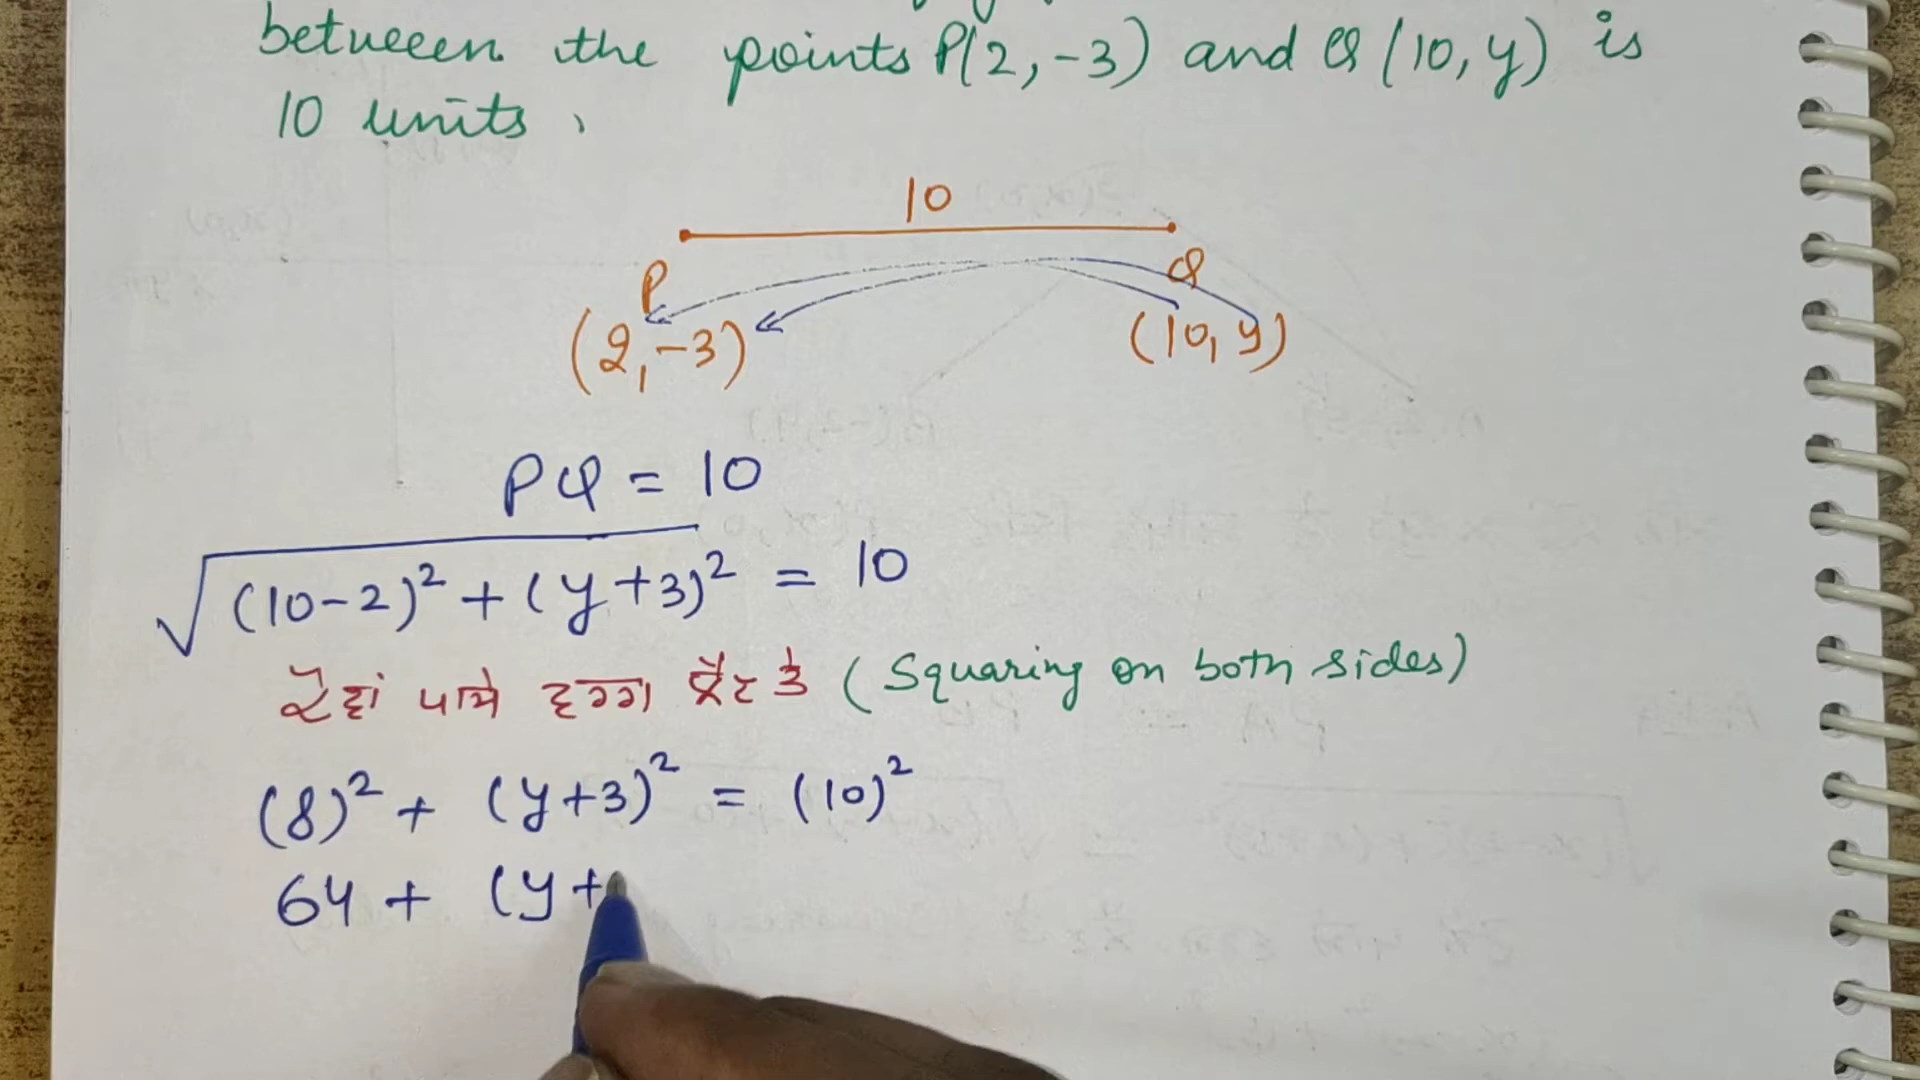 between the points P(2,-3) and Q (10, y) is
10 units.
10
P Q
(2,-3) (10, y)
PQ = 10
√(10-2)² + (y+3)² = 10
ਦੋਹਾਂ ਪਾਸੇ ਵਰਗ ਤੇ (Squaring on both sides)
(8)² + (y+3)² = (10)²
64 + (y+